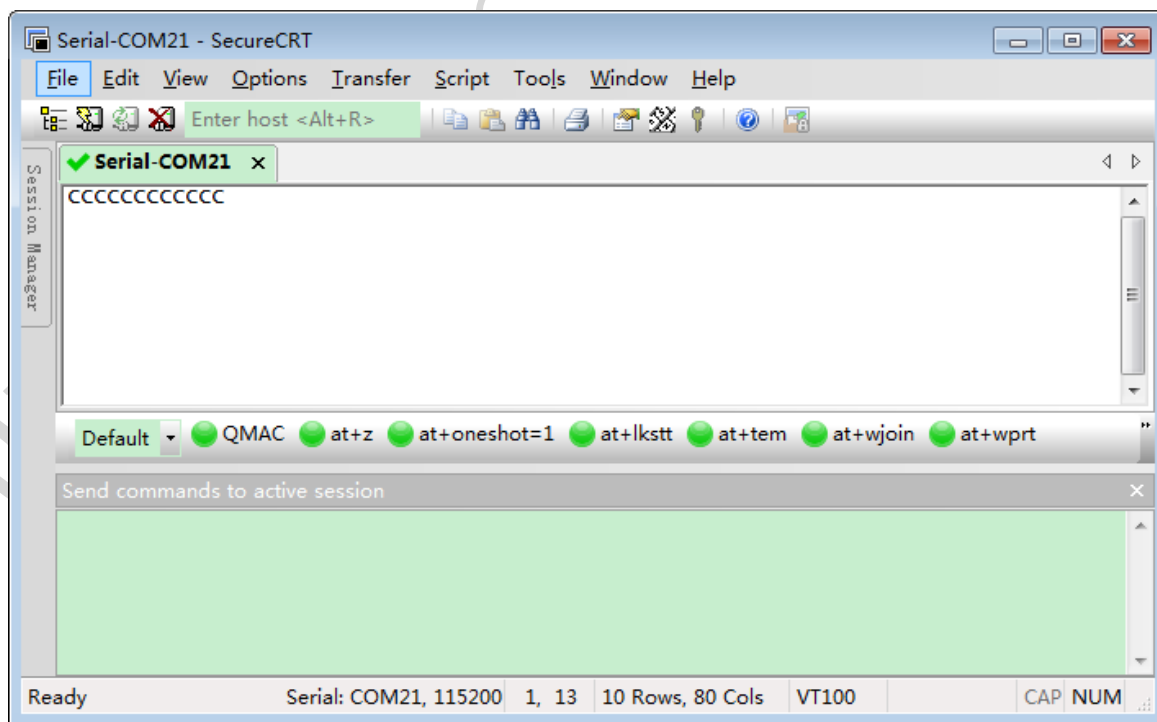 Serial-COM21 - SecureCRT
File Edit View Options Transfer Script Tools Window Help
Enter host <Alt+R>
Serial-COM21 x
Session Manager
CCCCCCCCCCCC
Default QMAC at+z at+oneshot=1 at+lkstt at+tem at+wjoin at+wprt
Send commands to active session
Ready Serial: COM21, 115200 1, 13 10 Rows, 80 Cols VT100 CAP NUM